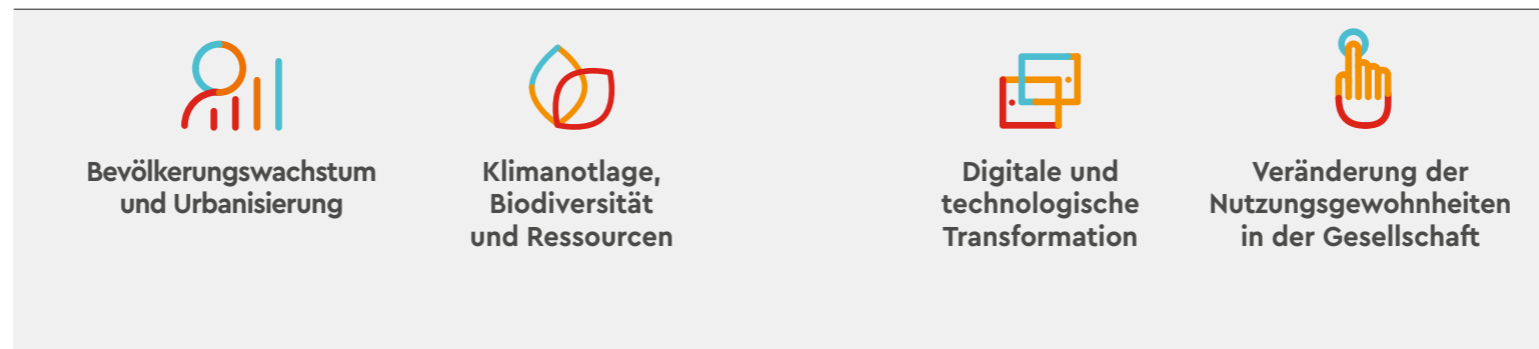 Bevölkerungswachstum
und Urbanisierung
Klimanotlage,
Biodiversität
und Ressourcen
Digitale und
technologische
Transformation
Veränderung der
Nutzungsgewohnheiten
in der Gesellschaft